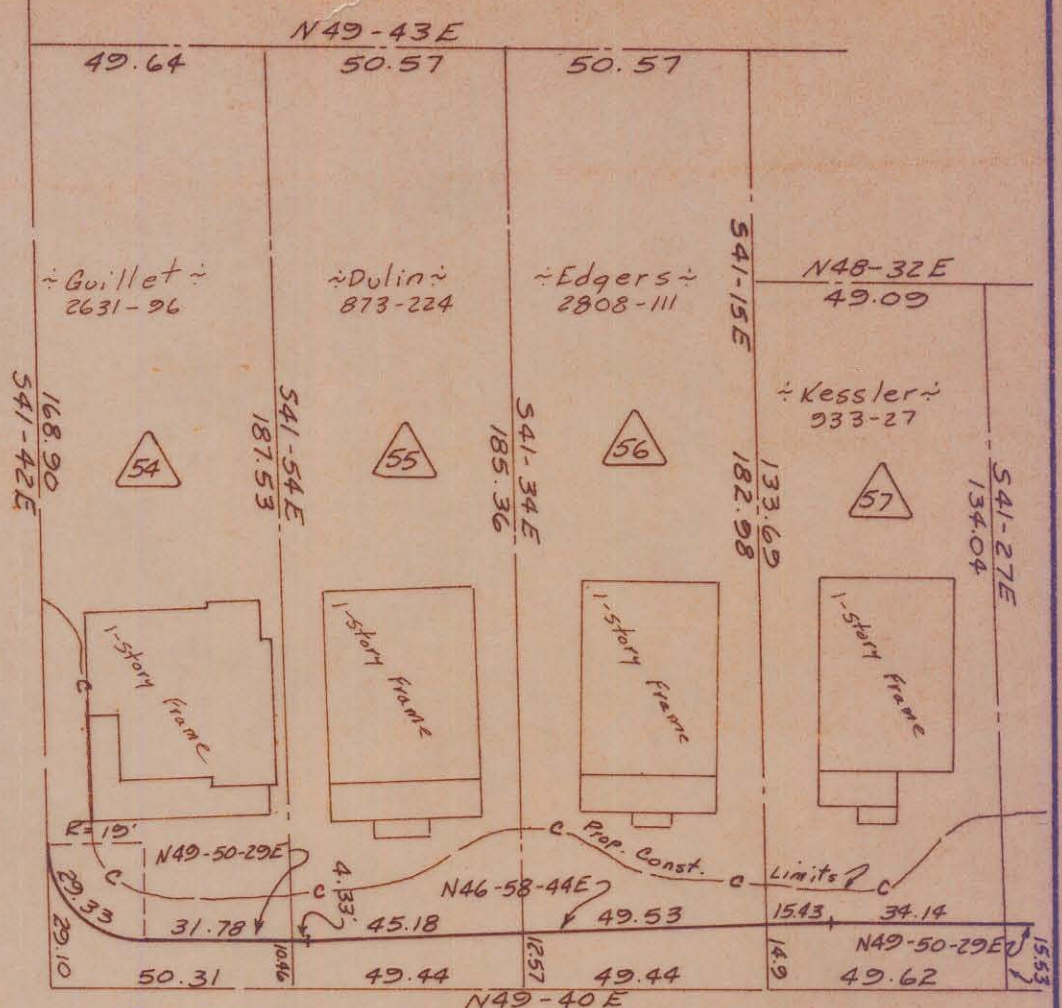 N49-43E
49.64
50.57
50.57
÷Guillet÷
2631-96
÷Dulin÷
873-224
÷Edgers÷
2808-111
S41-15E
N48-32E
49.09
÷Kessler÷
933-27
168.90
S41-42E
54
S41-54E
187.53
55
S41-34E
185.36
56
133.69
182.98
57
S41-27E
134.04
1-story frame
1-story frame
1-story frame
1-story frame
C
R=19'
N49-50-29E
C
C
4.33'
C
Prop. Const.
C
Limits
C
N46-58-44E
29.33
29.10
31.78
45.18
49.53
15.43
34.14
N49-50-29E
10.46
12.57
14.9
15.53
50.31
49.44
49.44
49.62
N49-40E